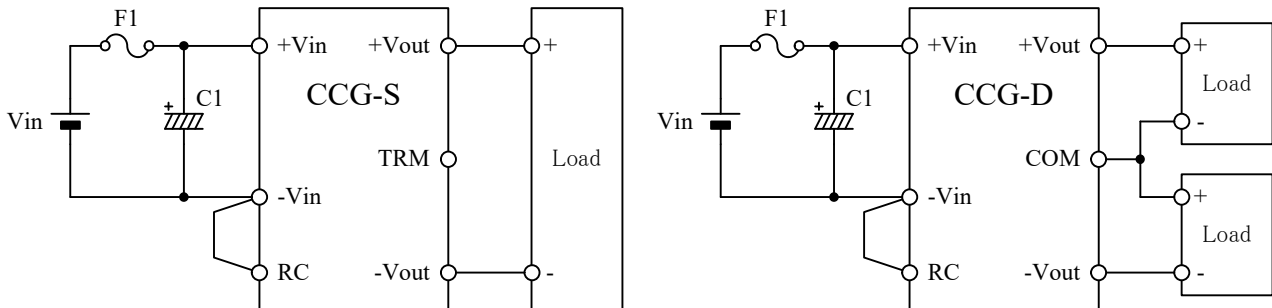 F1
+Vin
+Vout
+
CCG-S
+
C1
Vin
TRM
Load
-Vin
RC
-Vout
-
F1
+Vin
+Vout
+
Load
CCG-D
+
C1
Vin
-
COM
-Vin
+
Load
RC
-Vout
-